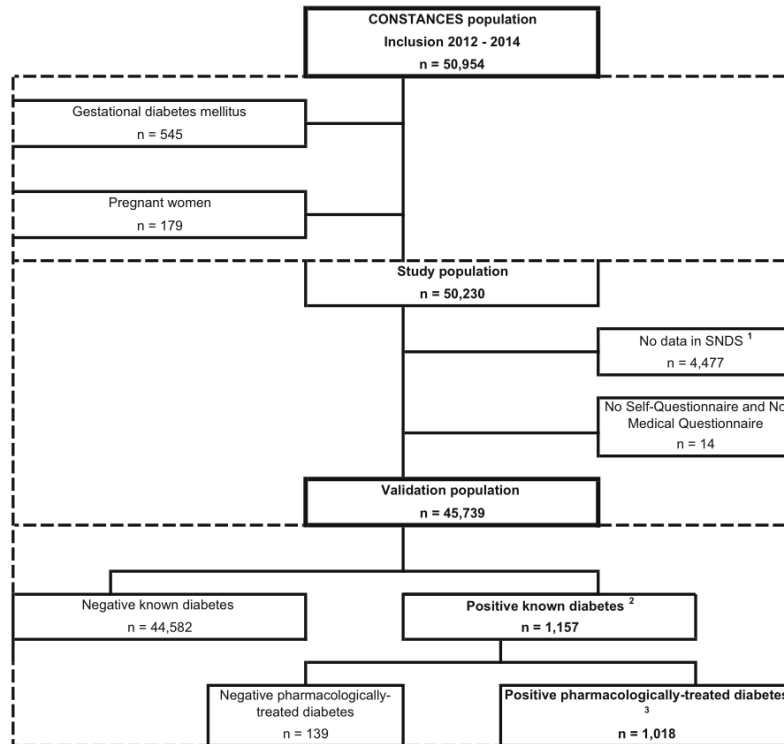 CONSTANCES population
Inclusion 2012 - 2014
n = 50,954
Gestational diabetes mellitus
n = 545
Pregnant women
n = 179
Study population
n = 50,230
No data in SNDS 1
n = 4,477
No Self-Questionnaire and No
Medical Questionnaire
n = 14
Validation population
n = 45,739
Negative known diabetes
n = 44,582
Positive known diabetes 2
n = 1,157
Negative pharmacologically-
treated diabetes
n = 139
Positive pharmacologically-treated diabetes
3
n = 1,018